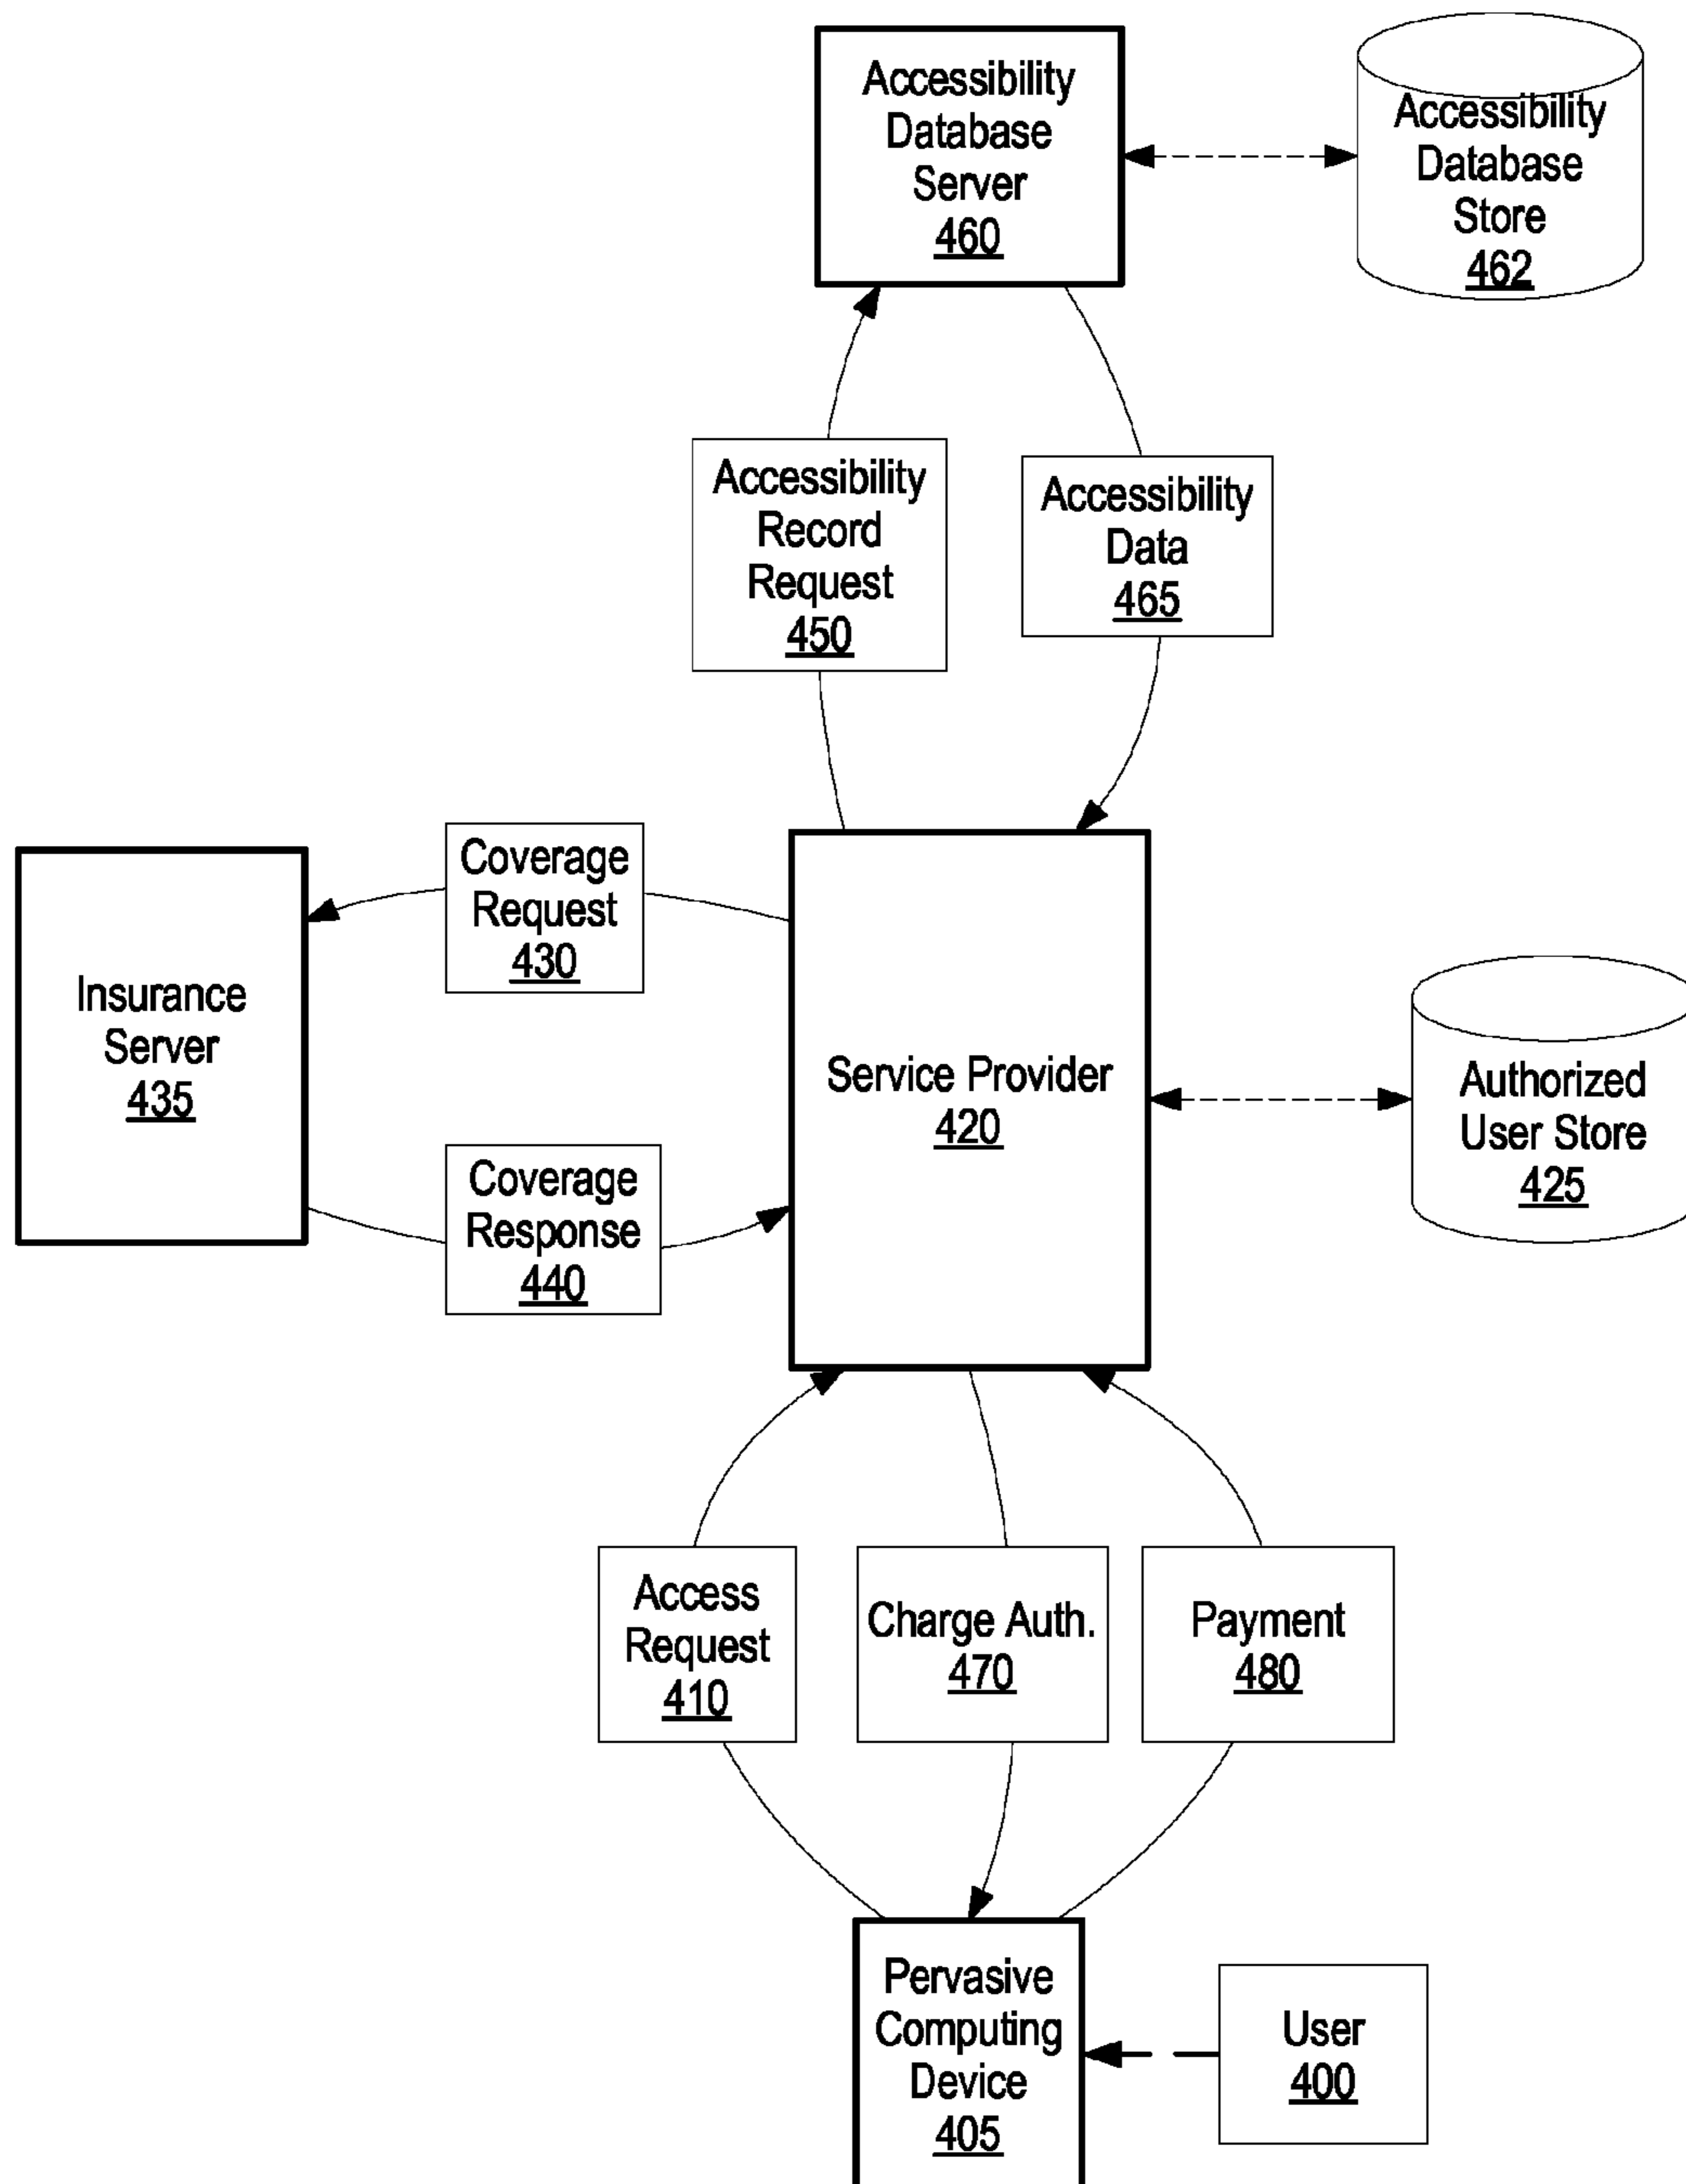 Accessibility
Database
Server
460
Accessibility
Database
Store
462
Accessibility
Record
Request
450
Accessibility
Data
465
Coverage
Request
430
Insurance
Server
435
Service Provider
420
Authorized
User Store
425
Coverage
Response
440
Access
Request
410
Charge Auth.
470
Payment
480
Pervasive
Computing
Device
405
User
400